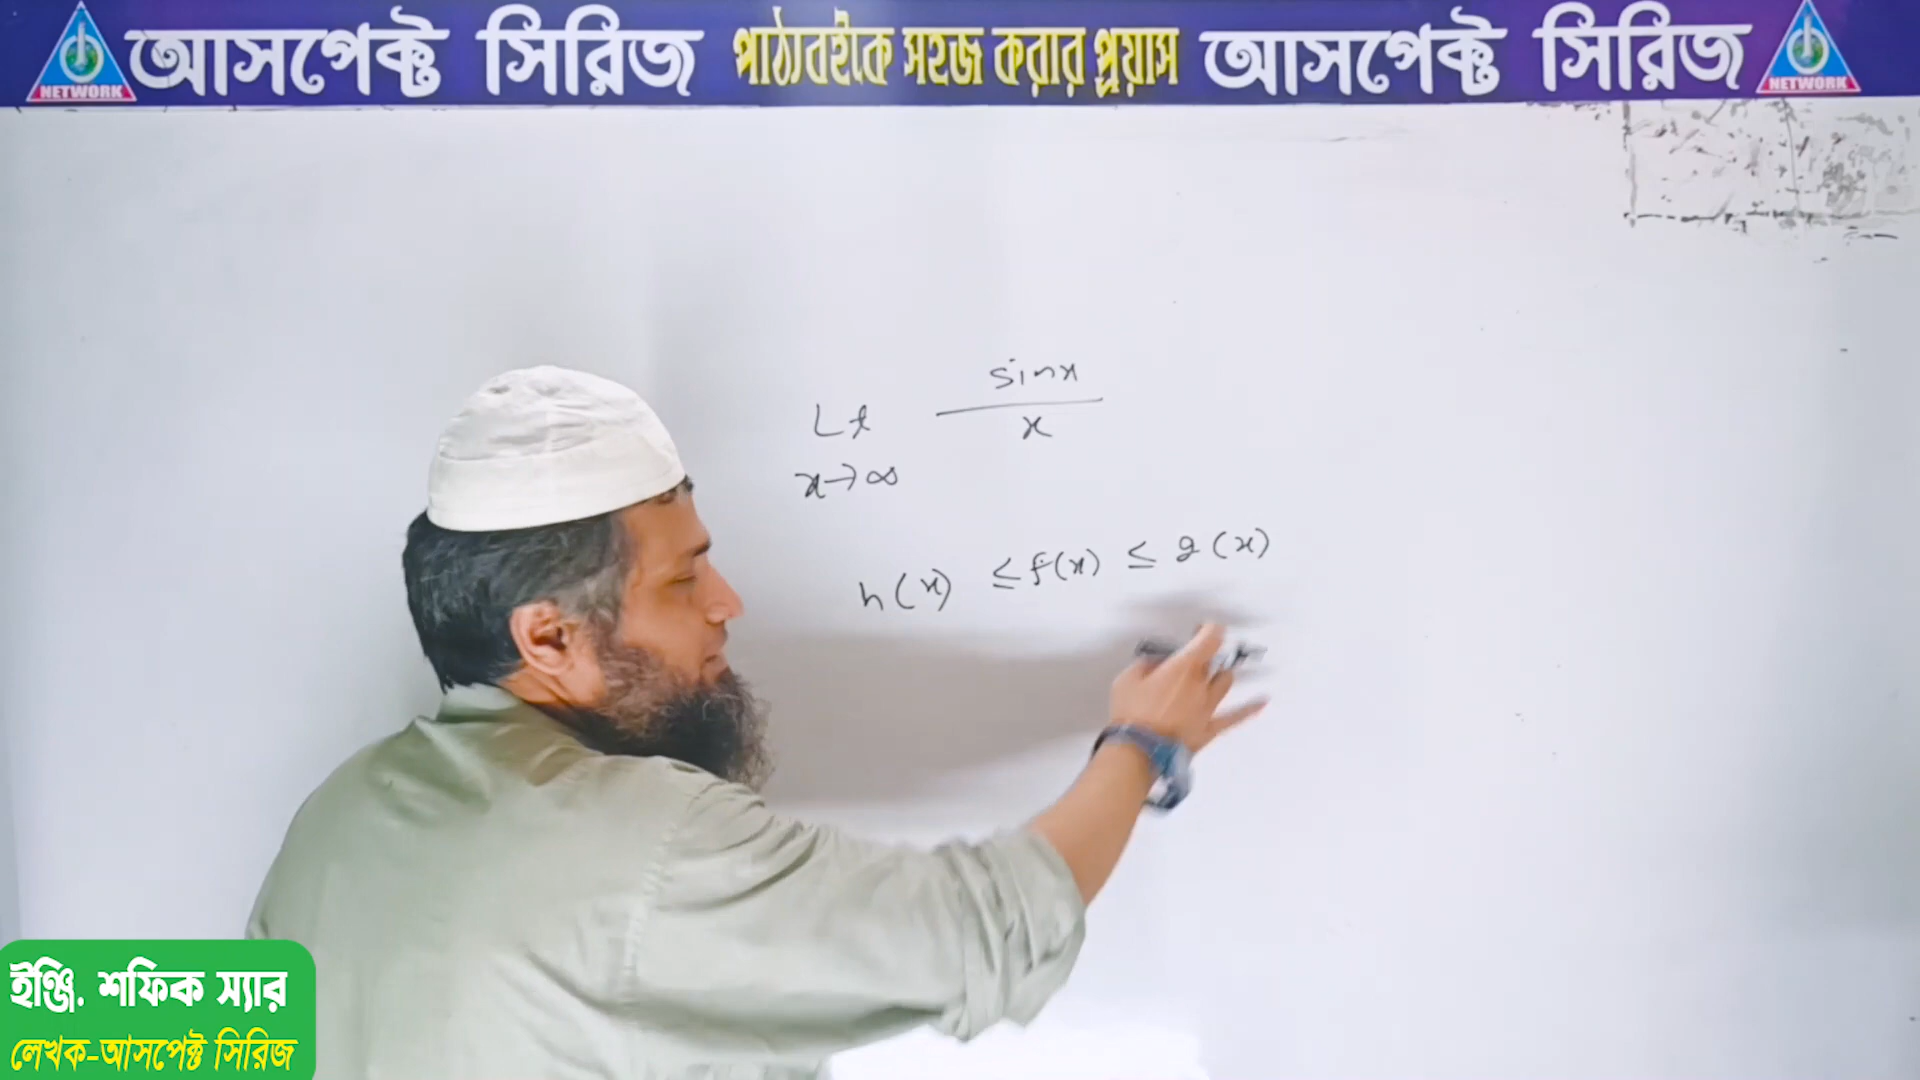 আসপেক্ট সিরিজ পাঠ্যবইকে সহজ করার প্রয়াস আসপেক্ট সিরিজ
NETWORK NETWORK
sinx
Lt x
x→∞
h(x) ≤ f(x) ≤ g(x)
ইঞ্জি. শফিক স্যার
লেখক-আসপেক্ট সিরিজ